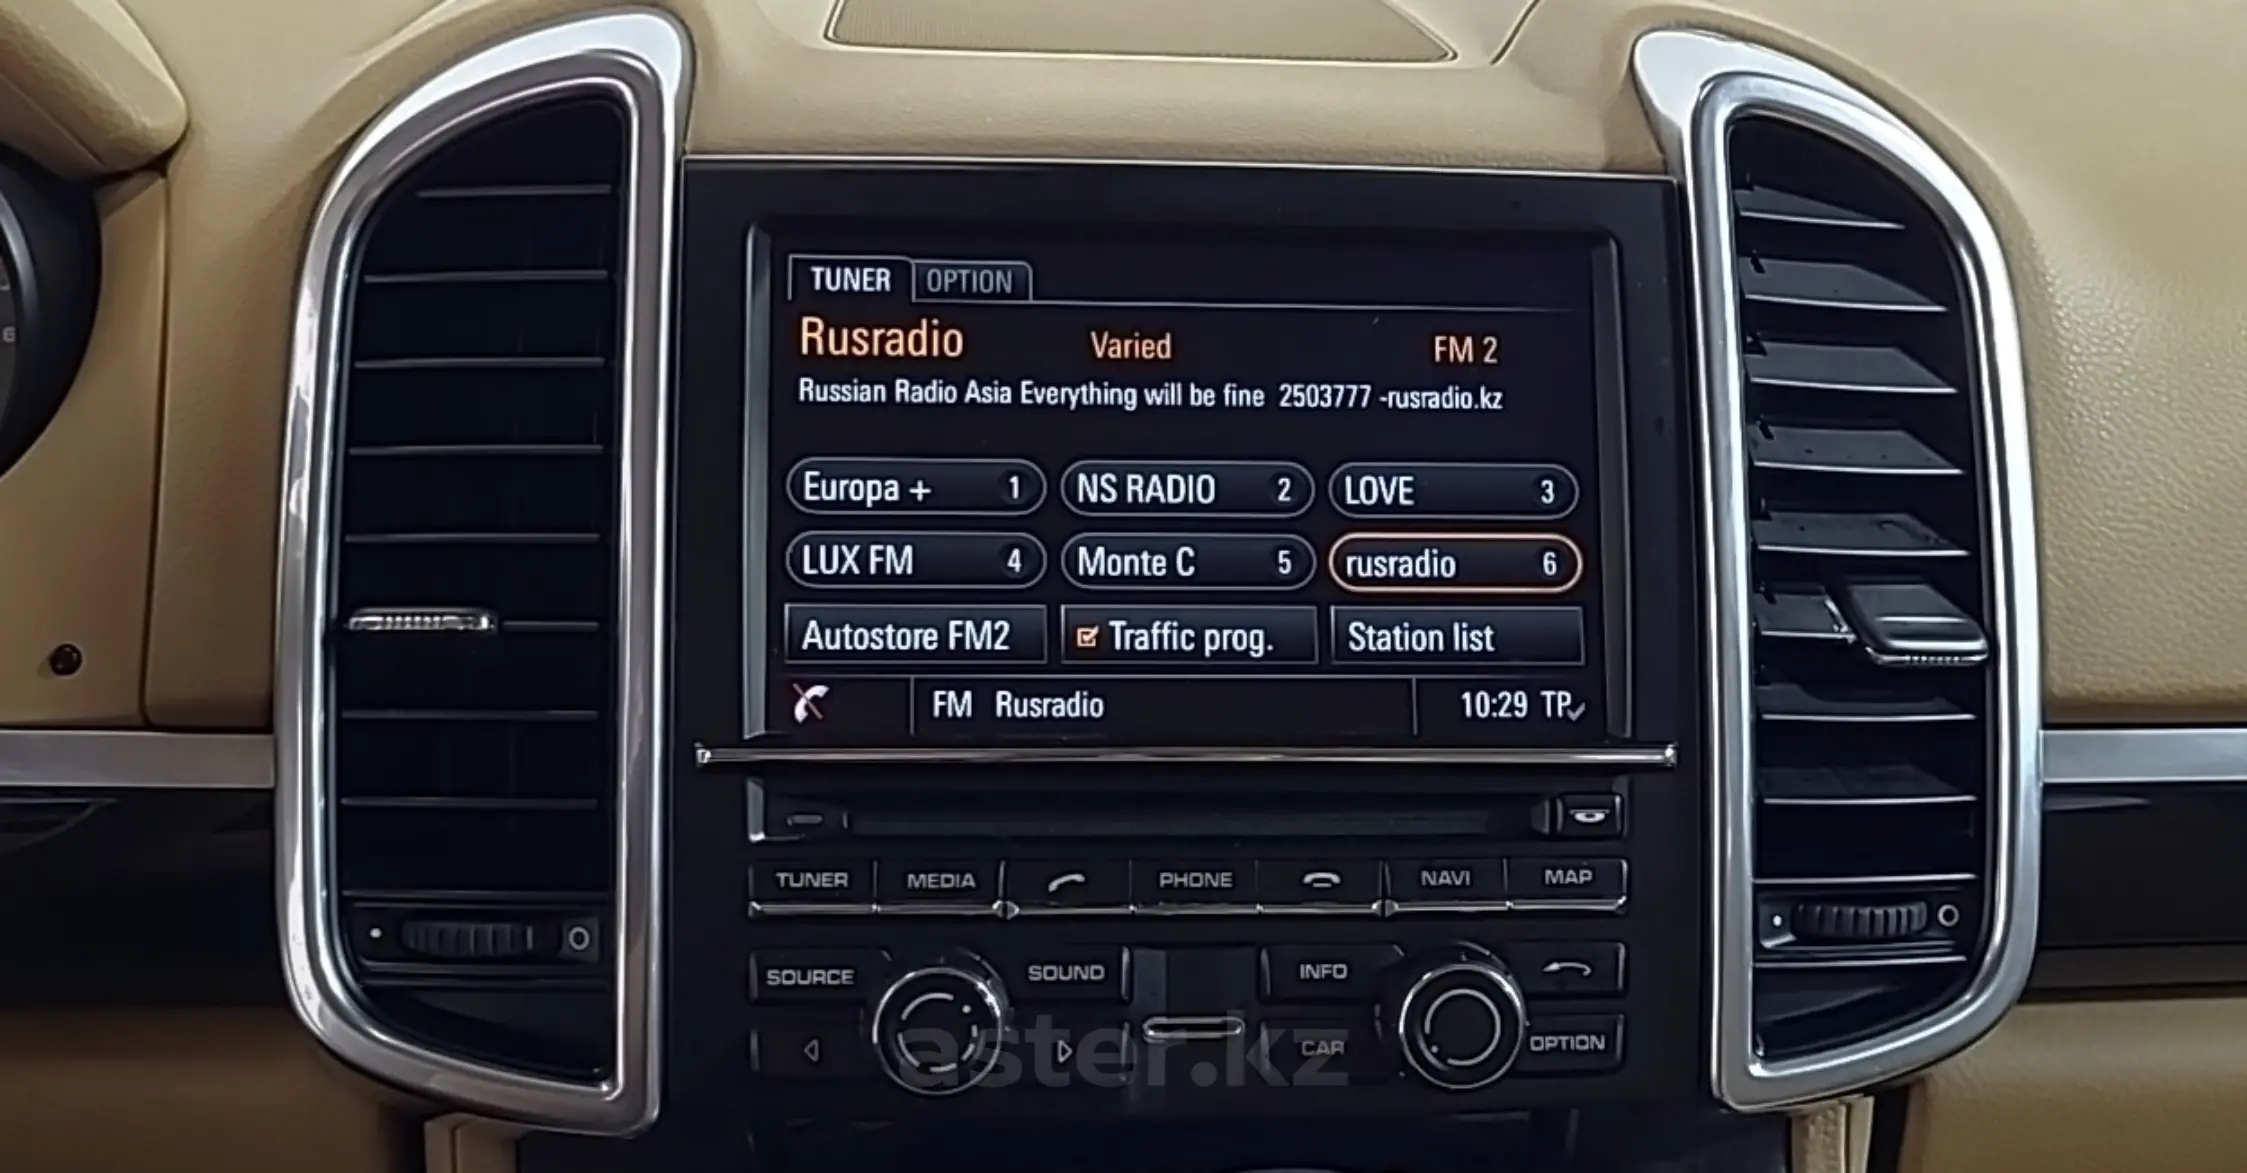 TUNER OPTION
Rusradio Varied FM 2
Russian Radio Asia Everything will be fine 2503777 -rusradio.kz
Europa + 1 NS RADIO 2 LOVE 3
LUX FM 4 Monte C 5 rusradio 6
Autostore FM2 Traffic prog. Station list
FM Rusradio 10:29 TP
TUNER MEDIA PHONE NAVI MAP
SOURCE SOUND INFO
CAR OPTION
aster.kz
6